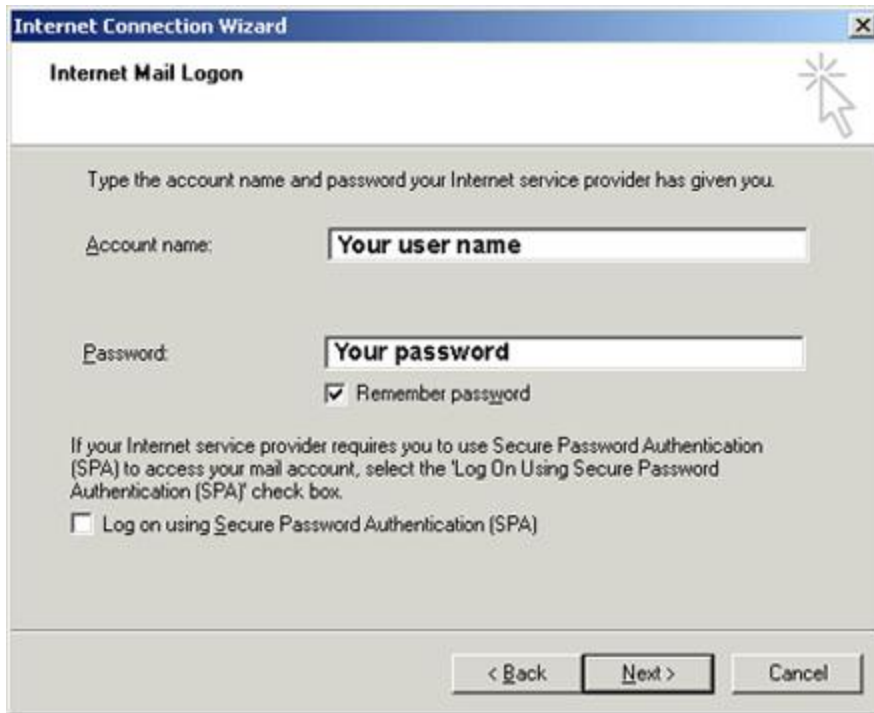 Internet Connection Wizard
Internet Mail Logon
Type the account name and password your Internet service provider has given you.
Account name: Your user name
Password: Your password
Remember password
If your Internet service provider requires you to use Secure Password Authentication
(SPA) to access your mail account, select the 'Log On Using Secure Password
Authentication (SPA)' check box.
Log on using Secure Password Authentication (SPA)
< Back Next > Cancel